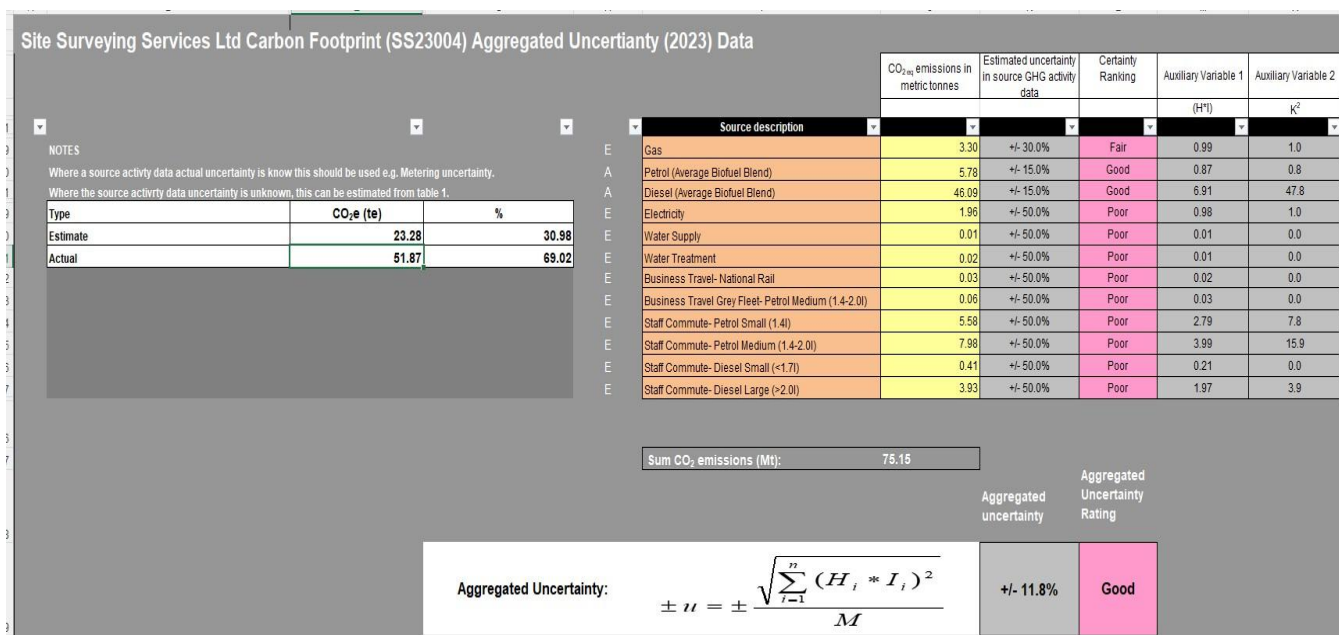 Site Surveying Services Ltd Carbon Footprint (SS23004) Aggregated Uncertianty (2023) Data
CO2eq emissions in metric tonnes
Estimated uncertainty in source GHG activity data
Certainty Ranking
Auxiliary Variable 1
Auxiliary Variable 2
(H*I)
K²
Source description
NOTES
Where a source activty data actual uncertainty is know this should be used e.g. Metering uncertainty.
Where the source activrty data uncertainty is unknown, this can be estimated from table 1.
Type CO₂e (te) %
Estimate 23.28 30.98
Actual 51.87 69.02
E Gas 3.30 +/- 30.0% Fair 0.99 1.0
A Petrol (Average Biofuel Blend) 5.78 +/- 15.0% Good 0.87 0.8
A Diesel (Average Biofuel Blend) 46.09 +/- 15.0% Good 6.91 47.8
E Electricity 1.96 +/- 50.0% Poor 0.98 1.0
E Water Supply 0.01 +/- 50.0% Poor 0.01 0.0
E Water Treatment 0.02 +/- 50.0% Poor 0.01 0.0
E Business Travel- National Rail 0.03 +/- 50.0% Poor 0.02 0.0
E Business Travel Grey Fleet- Petrol Medium (1.4-2.0l) 0.06 +/- 50.0% Poor 0.03 0.0
E Staff Commute- Petrol Small (1.4l) 5.58 +/- 50.0% Poor 2.79 7.8
E Staff Commute- Petrol Medium (1.4-2.0l) 7.98 +/- 50.0% Poor 3.99 15.9
E Staff Commute- Diesel Small (<1.7l) 0.41 +/- 50.0% Poor 0.21 0.0
E Staff Commute- Diesel Large (>2.0l) 3.93 +/- 50.0% Poor 1.97 3.9
Sum CO₂ emissions (Mt): 75.15
Aggregated uncertainty
Aggregated Uncertainty Rating
Aggregated Uncertainty: ± u = ± √(∑ⁿᵢ₋₁ (Hᵢ * Iᵢ)²) / M +/- 11.8% Good